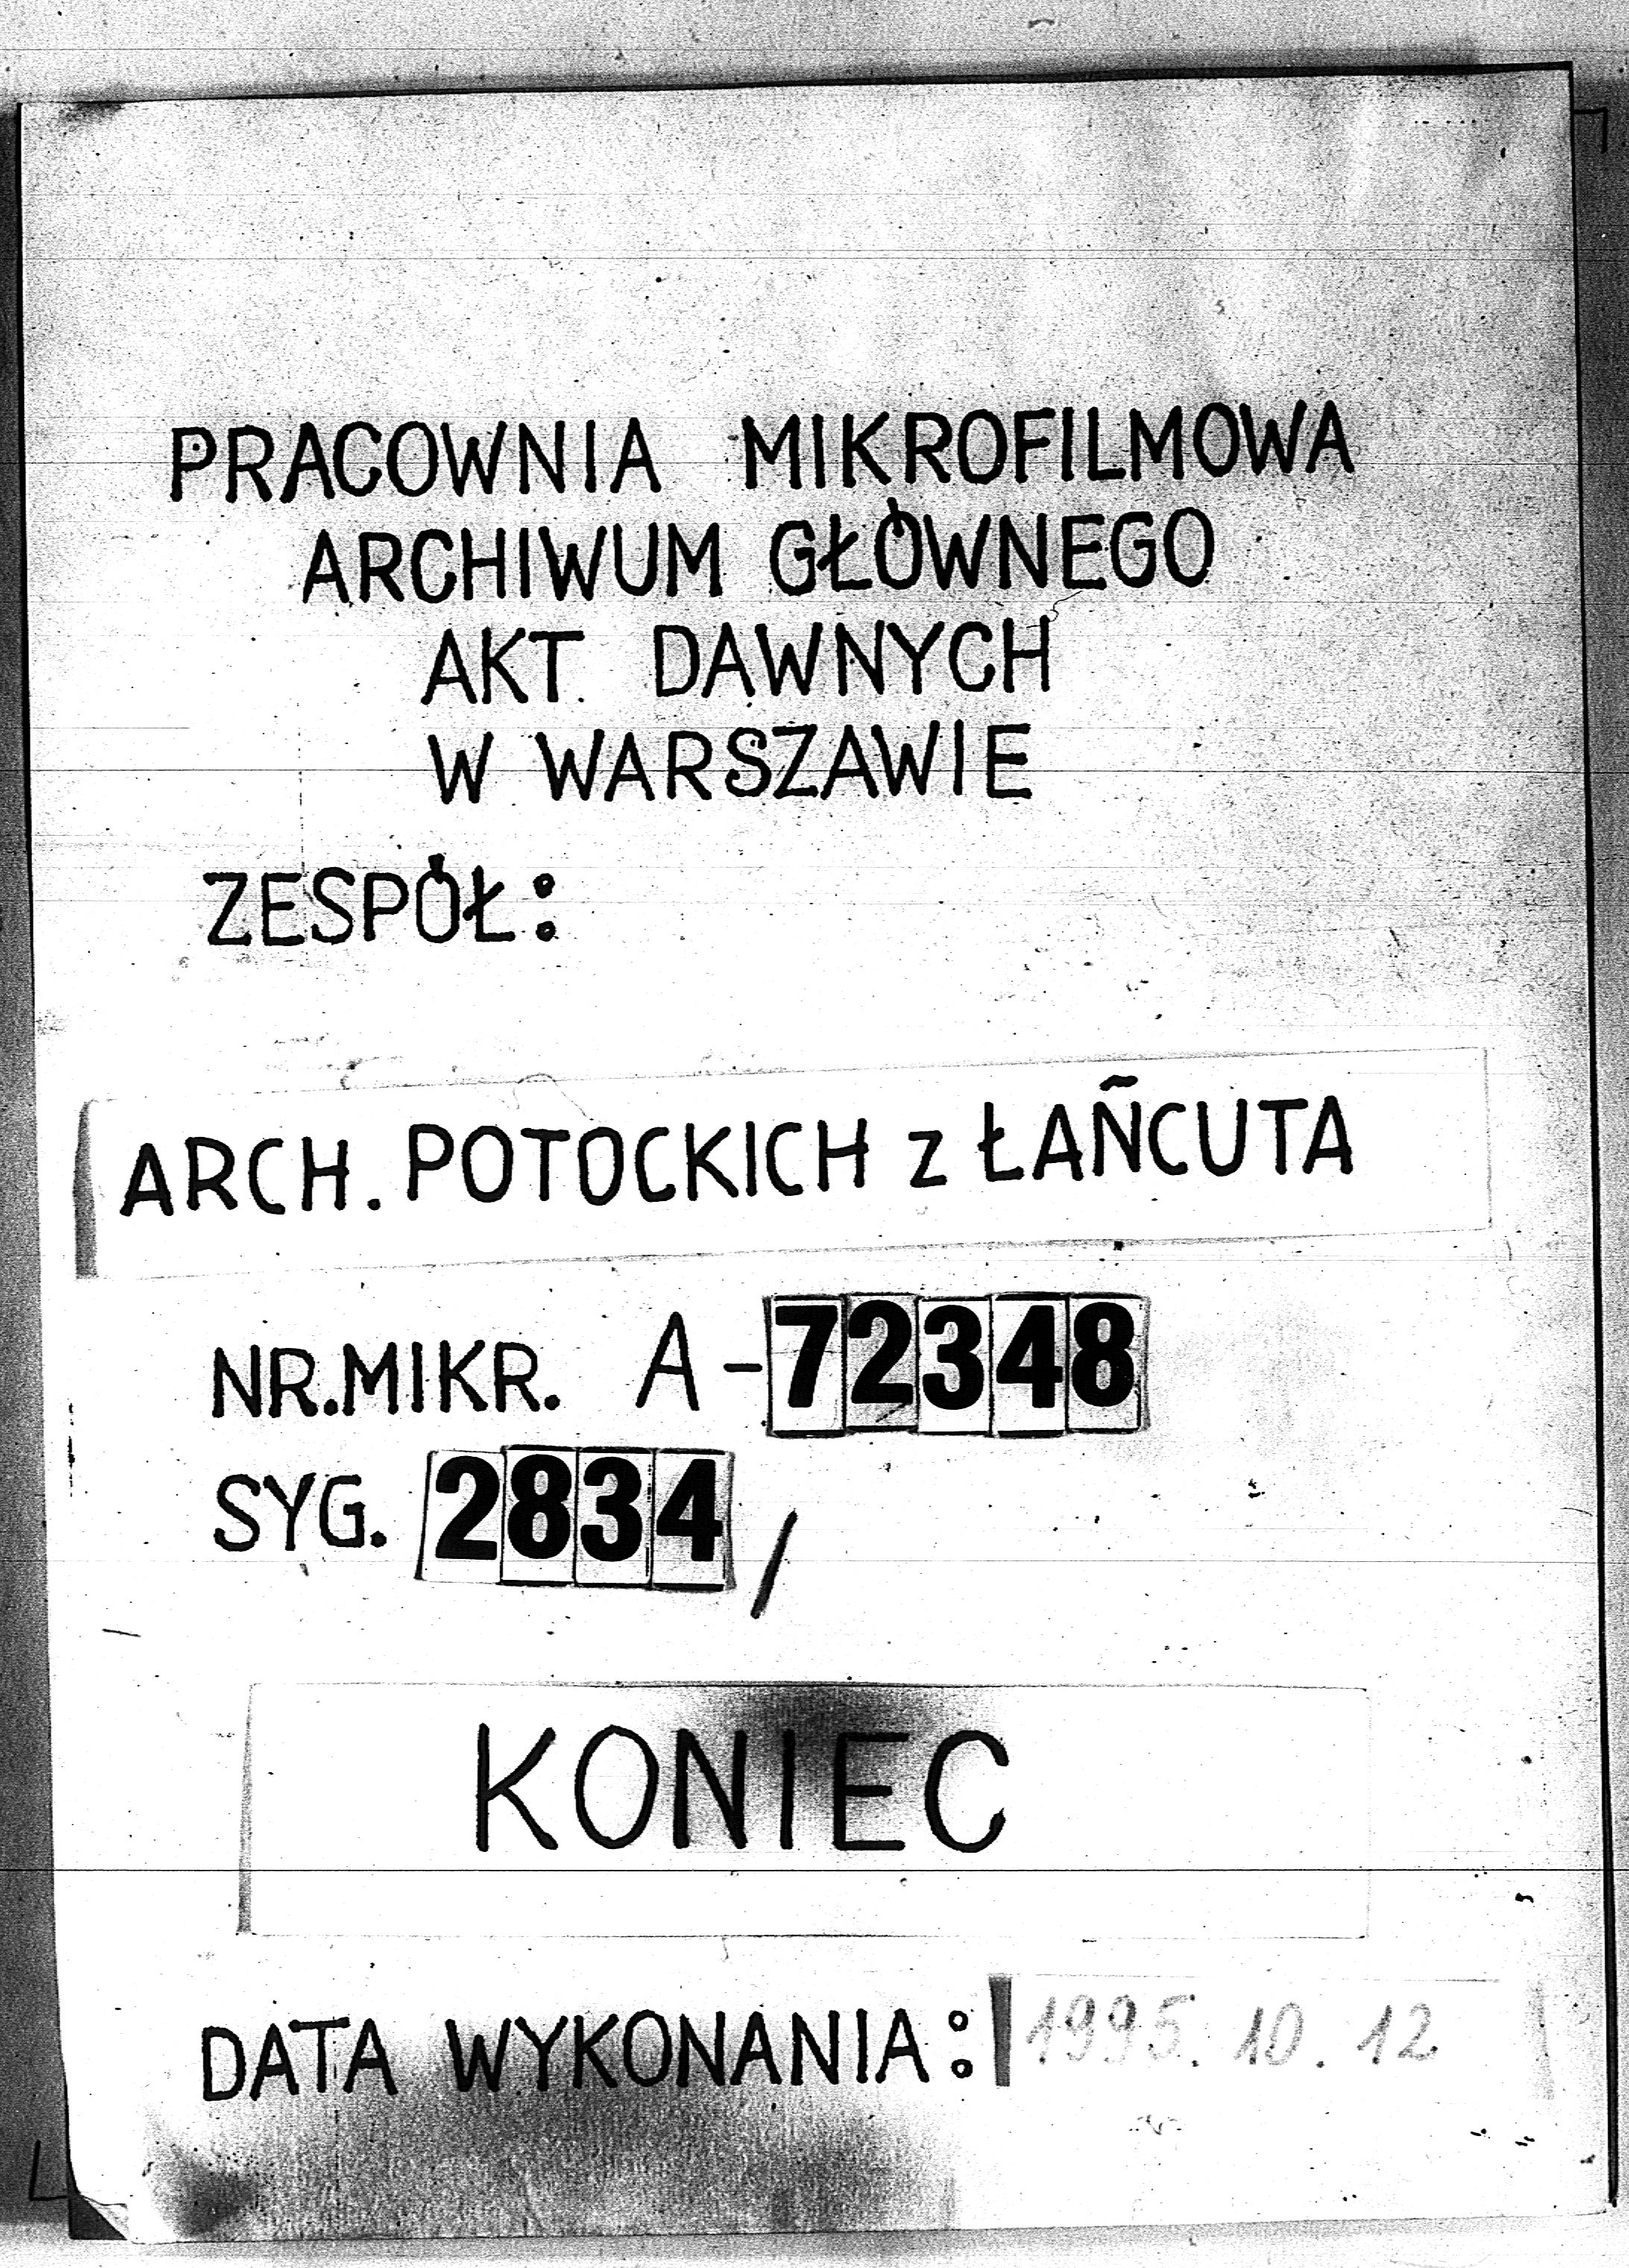 PRACOWNIA MIKROFILMOWA
ARCHIWUM GŁÓWNEGO
AKT DAWNYCH
W WARSZAWIE
ZESPÓŁ:
ARCH. POTOCKICH z ŁAŃCUTA
NR.MIKR. A-72348
SYG. 2834/
KONIEC
DATA WYKONANIA: 1995.10.12